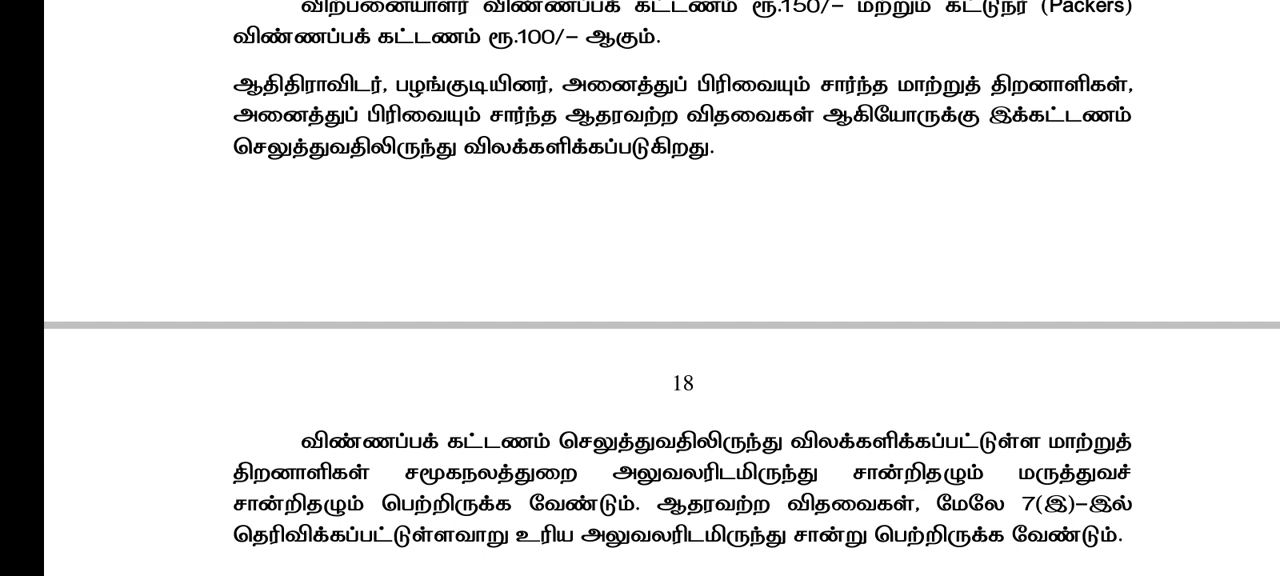 விற்பனையாளர் விண்ணப்பக் கட்டணம் ரூ.150/– மற்றும் கட்டுநர் (Packers)
விண்ணப்பக் கட்டணம் ரூ.100/– ஆகும்.
ஆதிதிராவிடர், பழங்குடியினர், அனைத்துப் பிரிவையும் சார்ந்த மாற்றுத் திறனாளிகள்,
அனைத்துப் பிரிவையும் சார்ந்த ஆதரவற்ற விதவைகள் ஆகியோருக்கு இக்கட்டணம்
செலுத்துவதிலிருந்து விலக்களிக்கப்படுகிறது.
18
விண்ணப்பக் கட்டணம் செலுத்துவதிலிருந்து விலக்களிக்கப்பட்டுள்ள மாற்றுத்
திறனாளிகள் சமூகநலத்துறை அலுவலரிடமிருந்து சான்றிதழும் மருத்துவச்
சான்றிதழும் பெற்றிருக்க வேண்டும். ஆதரவற்ற விதவைகள், மேலே 7(இ)–இல்
தெரிவிக்கப்பட்டுள்ளவாறு உரிய அலுவலரிடமிருந்து சான்று பெற்றிருக்க வேண்டும்.